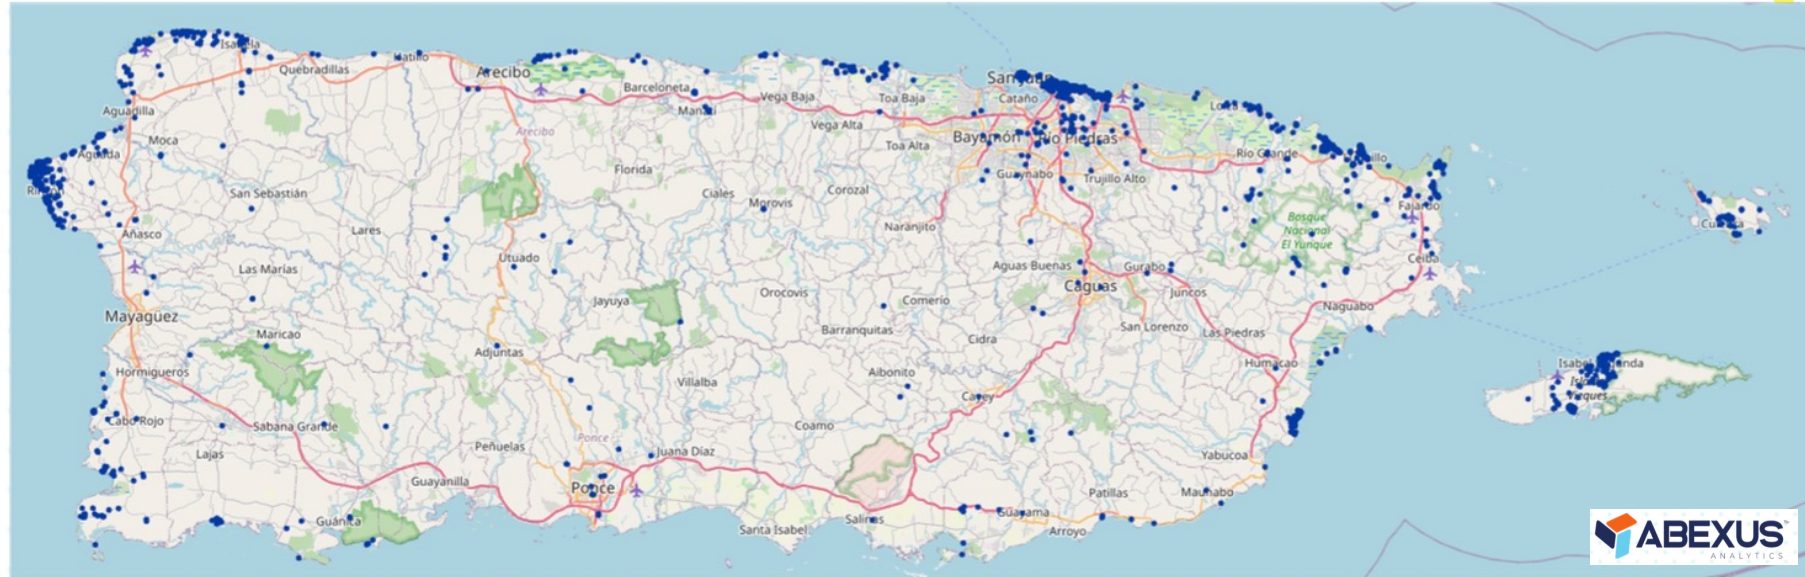 San Juan
Isabela
Hatillo
Quebradillas
Arecibo
Barceloneta
Manatí
Vega Baja
Toa Baja
Cataño
Loíza
Aguadilla
Vega Alta
Arecibo
Moca
Bayamón
Río Piedras
Toa Alta
Aguada
Río Grande
Florida
Guaynabo
Trujillo Alto
San Sebastián
Ciales
Corozal
Morovis
Fajardo
Bosque
Nacional
El Yunque
Naranjito
Añasco
Lares
Utuado
Ceiba
Las Marías
Aguas Buenas
Gurabo
Caguas
Juncos
Orocovis
Jayuya
Comerío
Naguabo
Mayagüez
Barranquitas
San Lorenzo
Las Piedras
Maricao
Cidra
Adjuntas
Hormigueros
Aibonito
Humacao
Villalba
Cayey
Cabo Rojo
Sabana Grande
Coamo
Ponce
Peñuelas
Juana Díaz
Lajas
Yabucoa
Guayanilla
Ponce
Patillas
Maunabo
Guánica
Santa Isabel
Salinas
Guayama
Arroyo
ABEXUS
ANALYTICS